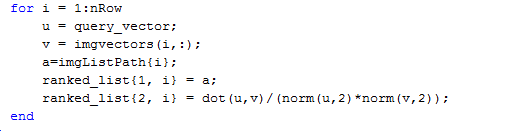 for i = 1:nRow
    u = query_vector;
    v = imgvectors(i,:);
    a=imgListPath{i};
    ranked_list{1, i} = a;
    ranked_list{2, i} = dot(u,v)/(norm(u,2)*norm(v,2));
end